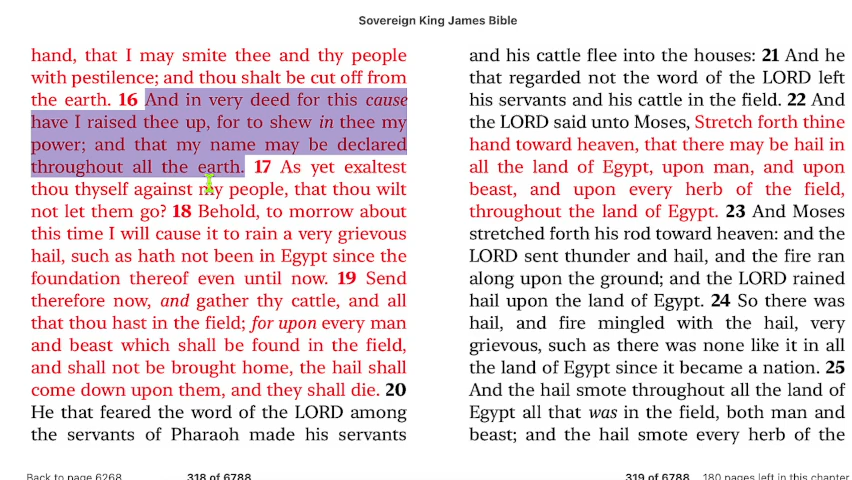 Sovereign King James Bible
hand, that I may smite thee and thy people
with pestilence; and thou shalt be cut off from
the earth. 16 And in very deed for this cause
have I raised thee up, for to shew in thee my
power; and that my name may be declared
throughout all the earth. 17 As yet exaltest
thou thyself against my people, that thou wilt
not let them go? 18 Behold, to morrow about
this time I will cause it to rain a very grievous
hail, such as hath not been in Egypt since the
foundation thereof even until now. 19 Send
therefore now, and gather thy cattle, and all
that thou hast in the field; for upon every man
and beast which shall be found in the field,
and shall not be brought home, the hail shall
come down upon them, and they shall die. 20
He that feared the word of the LORD among
the servants of Pharaoh made his servants
and his cattle flee into the houses: 21 And he
that regarded not the word of the LORD left
his servants and his cattle in the field. 22 And
the LORD said unto Moses, Stretch forth thine
hand toward heaven, that there may be hail in
all the land of Egypt, upon man, and upon
beast, and upon every herb of the field,
throughout the land of Egypt. 23 And Moses
stretched forth his rod toward heaven: and the
LORD sent thunder and hail, and the fire ran
along upon the ground; and the LORD rained
hail upon the land of Egypt. 24 So there was
hail, and fire mingled with the hail, very
grievous, such as there was none like it in all
the land of Egypt since it became a nation. 25
And the hail smote throughout all the land of
Egypt all that was in the field, both man and
beast; and the hail smote every herb of the
Back to page 6268 318 of 6788 319 of 6788 180 pages left in this chapter